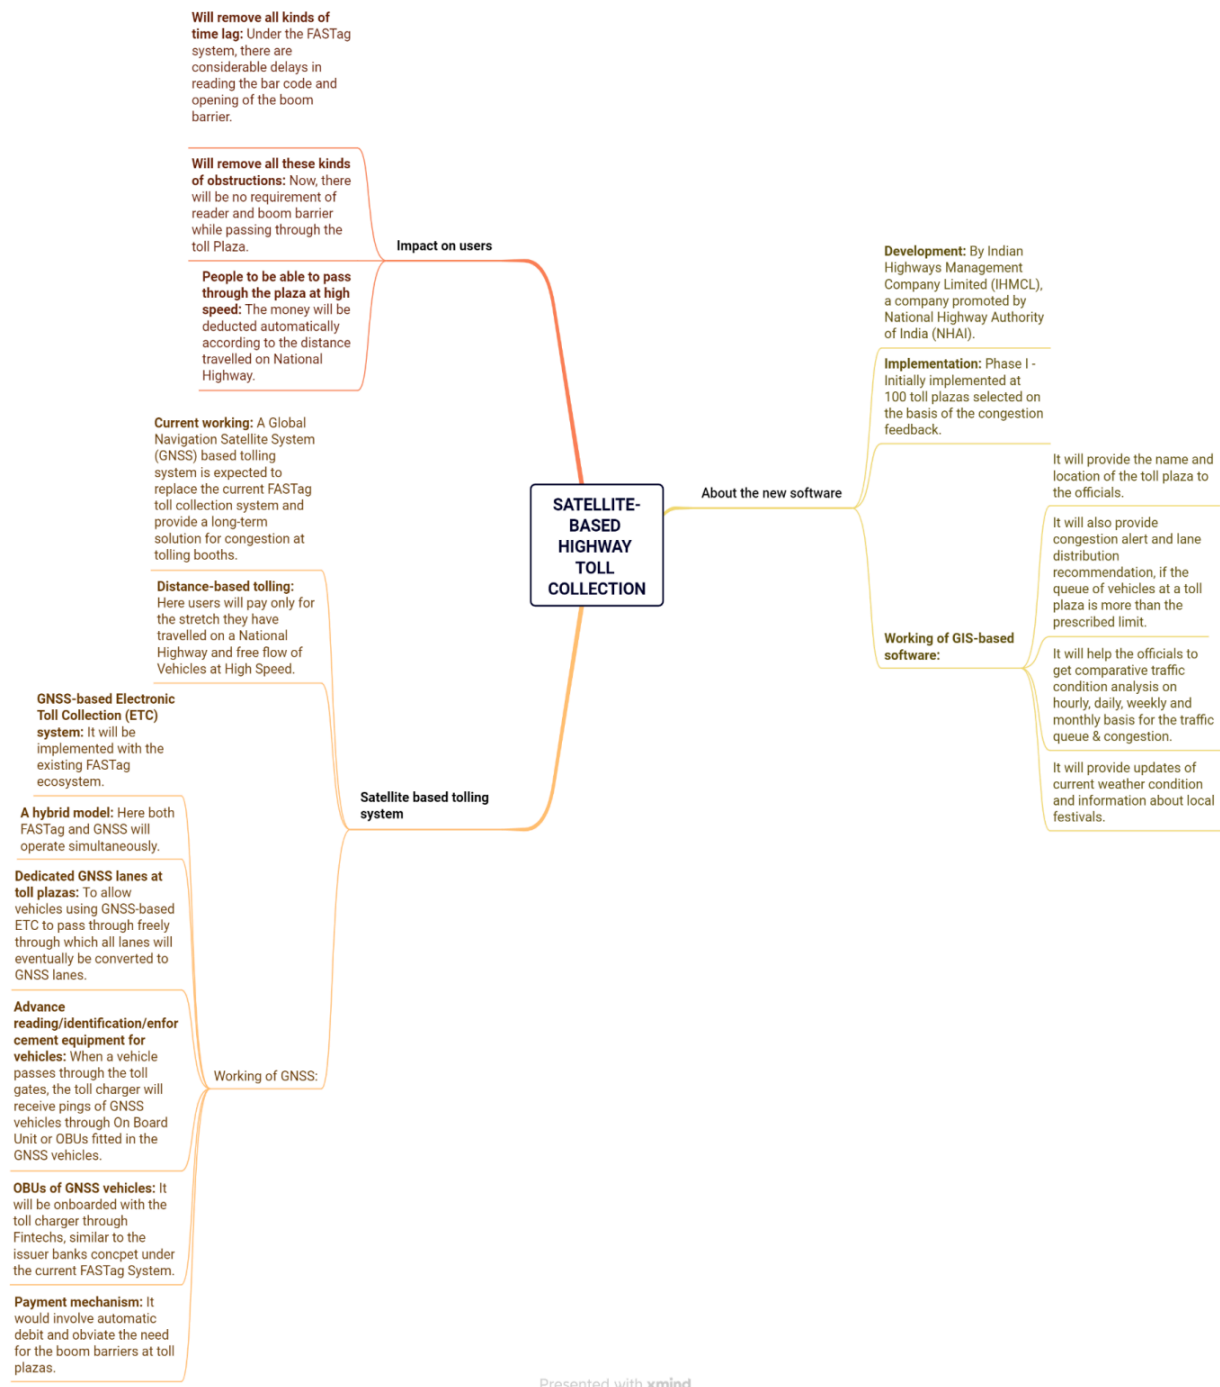 Will remove all kinds of
time lag: Under the FASTag
system, there are
considerable delays in
reading the bar code and
opening of the boom
barrier.
Will remove all these kinds
of obstructions: Now, there
will be no requirement of
reader and boom barrier
while passing through the
toll Plaza.
People to be able to pass
through the plaza at high
speed: The money will be
deducted automatically
according to the distance
travelled on National
Highway.
Impact on users
Current working: A Global
Navigation Satellite System
(GNSS) based tolling
system is expected to
replace the current FASTag
toll collection system and
provide a long-term
solution for congestion at
tolling booths.
Distance-based tolling:
Here users will pay only for
the stretch they have
travelled on a National
Highway and free flow of
Vehicles at High Speed.
GNSS-based Electronic
Toll Collection (ETC)
system: It will be
implemented with the
existing FASTag
ecosystem.
A hybrid model: Here both
FASTag and GNSS will
operate simultaneously.
Dedicated GNSS lanes at
toll plazas: To allow
vehicles using GNSS-based
ETC to pass through freely
through which all lanes will
eventually be converted to
GNSS lanes.
Advance
reading/identification/enfor
cement equipment for
vehicles: When a vehicle
passes through the toll
gates, the toll charger will
receive pings of GNSS
vehicles through On Board
Unit or OBUs fitted in the
GNSS vehicles.
OBUs of GNSS vehicles: It
will be onboarded with the
toll charger through
Fintechs, similar to the
issuer banks concpet under
the current FASTag System.
Payment mechanism: It
would involve automatic
debit and obviate the need
for the boom barriers at toll
plazas.
Working of GNSS:
Satellite based tolling
system
SATELLITE-
BASED
HIGHWAY
TOLL
COLLECTION
About the new software
Development: By Indian
Highways Management
Company Limited (IHMCL),
a company promoted by
National Highway Authority
of India (NHAI).
Implementation: Phase I -
Initially implemented at
100 toll plazas selected on
the basis of the congestion
feedback.
Working of GIS-based
software:
It will provide the name and
location of the toll plaza to
the officials.
It will also provide
congestion alert and lane
distribution
recommendation, if the
queue of vehicles at a toll
plaza is more than the
prescribed limit.
It will help the officials to
get comparative traffic
condition analysis on
hourly, daily, weekly and
monthly basis for the traffic
queue & congestion.
It will provide updates of
current weather condition
and information about local
festivals.
Presented with xmind